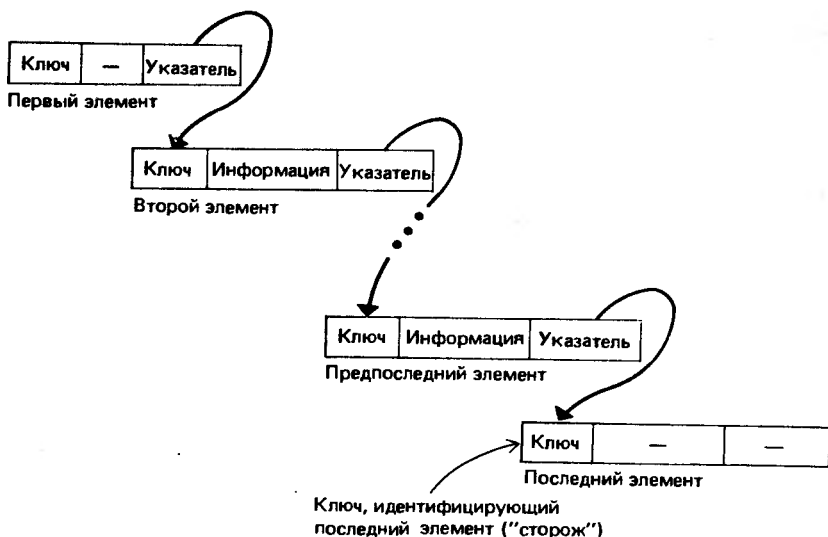 Ключ — Указатель
Первый элемент
Ключ Информация Указатель
Второй элемент
Ключ Информация Указатель
Предпоследний элемент
Ключ — —
Последний элемент
Ключ, идентифицирующий
последний элемент ("сторож")